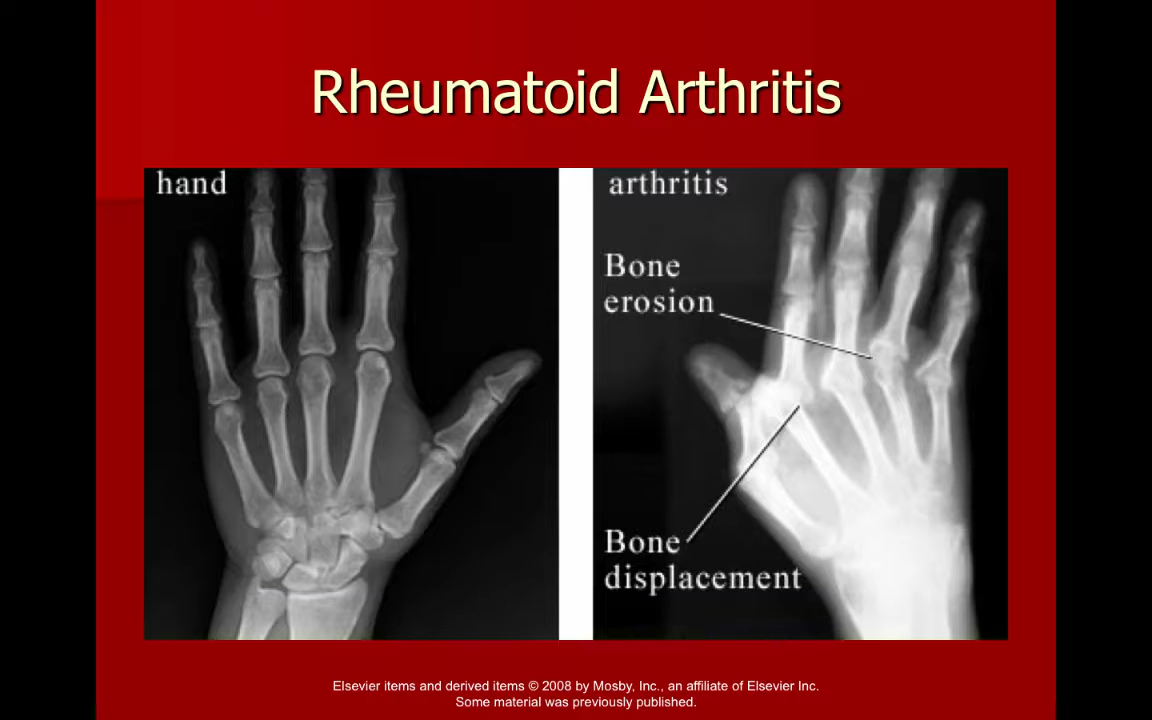 Rheumatoid Arthritis
hand
arthritis
Bone
erosion
Bone
displacement
Elsevier items and derived items © 2008 by Mosby, Inc., an affiliate of Elsevier Inc.
Some material was previously published.